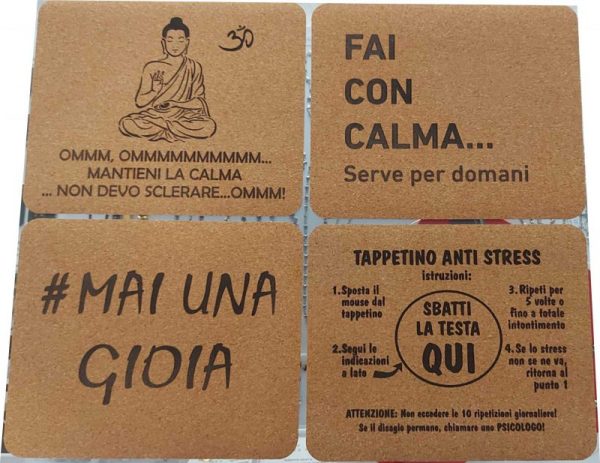 ॐ
OMMM, OMMMMMMMMMM...
MANTIENI LA CALMA
... NON DEVO SCLERARE...OMMM!
FAI
CON
CALMA...
Serve per domani
#MAI UNA
GIOIA
TAPPETINO ANTI STRESS
istruzioni:
1. Sposta il
mouse dal
tappetino
2. Segui le
indicazioni
a lato
SBATTI
LA TESTA
QUI
3. Ripeti per
5 volte o
fino a totale
intontimento
4. Se lo stress
non se ne va,
ritorna al
punto 1
ATTENZIONE: Non eccedere le 10 ripetizioni giornaliere!
Se il disagio permane, chiamare uno PSICOLOGO!